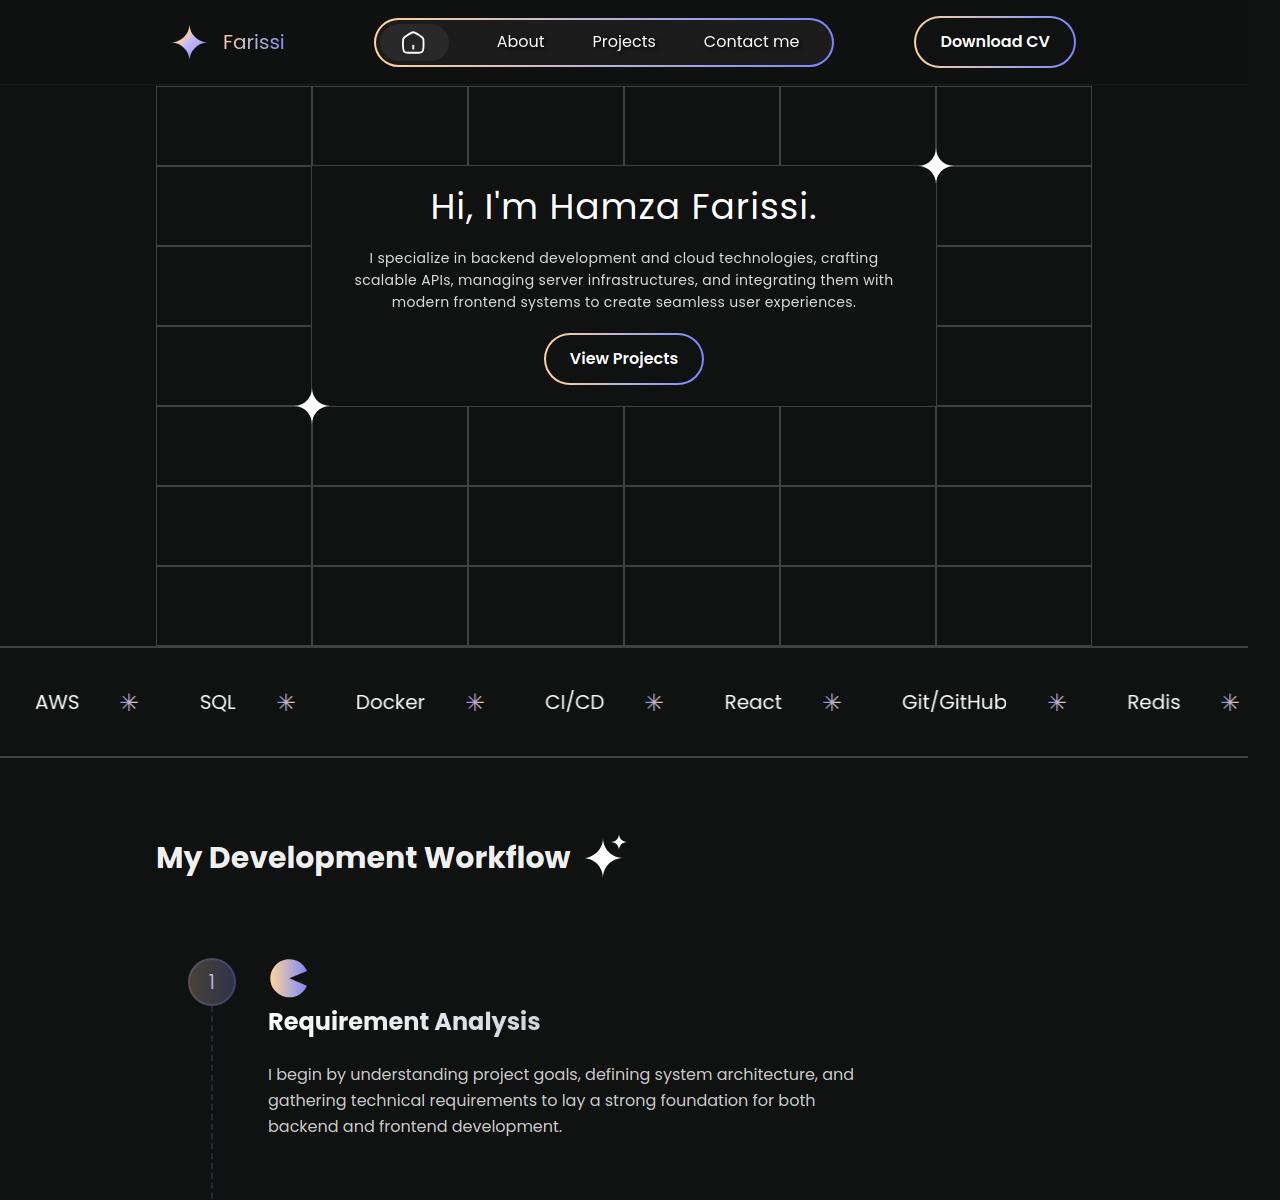 Farissi
About Projects Contact me
Download CV
Hi, I'm Hamza Farissi.
I specialize in backend development and cloud technologies, crafting
scalable APIs, managing server infrastructures, and integrating them with
modern frontend systems to create seamless user experiences.
View Projects
AWS SQL Docker CI/CD React Git/GitHub Redis
My Development Workflow
1
Requirement Analysis
I begin by understanding project goals, defining system architecture, and
gathering technical requirements to lay a strong foundation for both
backend and frontend development.